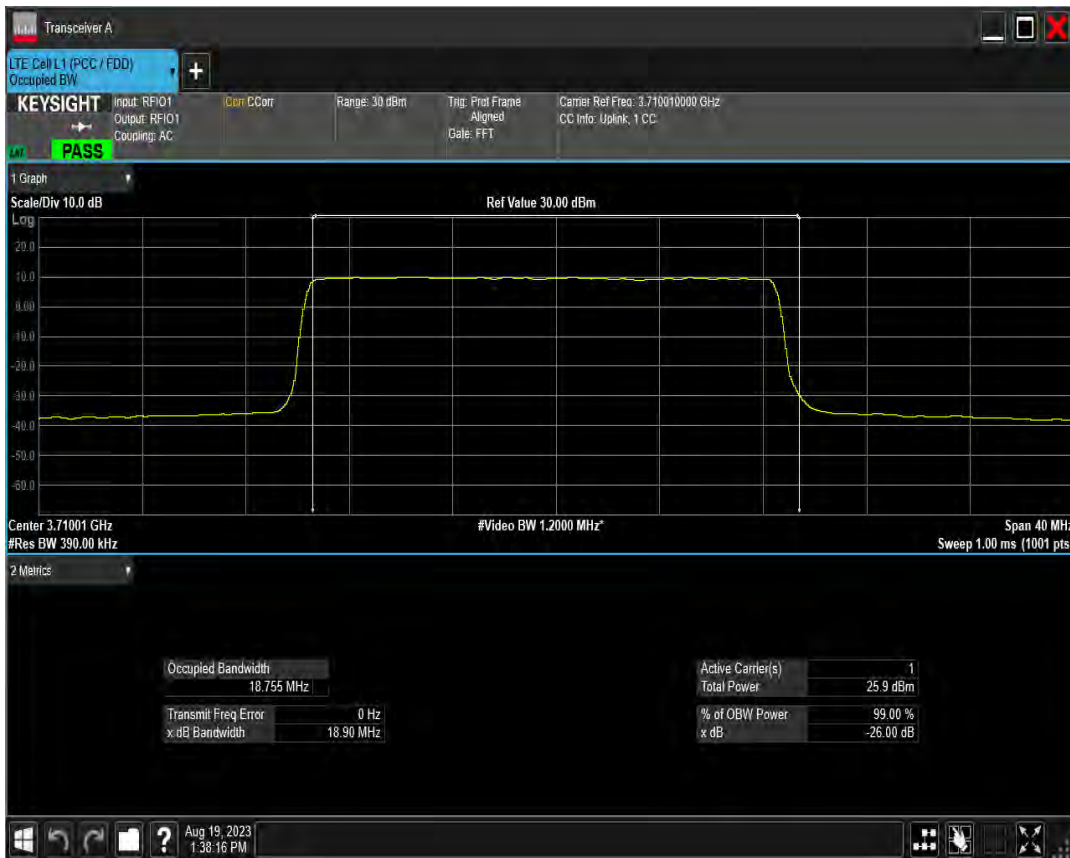 Transceiver A
LTE Cell L1 (PCC / FDD)
Occupied BW
+
KEYSIGHT
Input: RFIO1
Output: RFIO1
Coupling: AC
Corr CCorr
Range: 30 dBm
Trig: Prot Frame
Aligned
Gate: FFT
Carrier Ref Freq: 3.710010000 GHz
CC Info: Uplink, 1 CC
PASS
1 Graph
Scale/Div 10.0 dB
Ref Value 30.00 dBm
Log
20.0
10.0
0.00
-10.0
-20.0
-30.0
-40.0
-50.0
-60.0
Center 3.71001 GHz
#Video BW 1.2000 MHz*
Span 40 MHz
#Res BW 390.00 kHz
Sweep 1.00 ms (1001 pts
2 Metrics
Occupied Bandwidth
18.755 MHz
Transmit Freq Error 0 Hz
x dB Bandwidth 18.90 MHz
Active Carrier(s) 1
Total Power 25.9 dBm
% of OBW Power 99.00 %
x dB -26.00 dB
?
Aug 19, 2023
1:38:16 PM